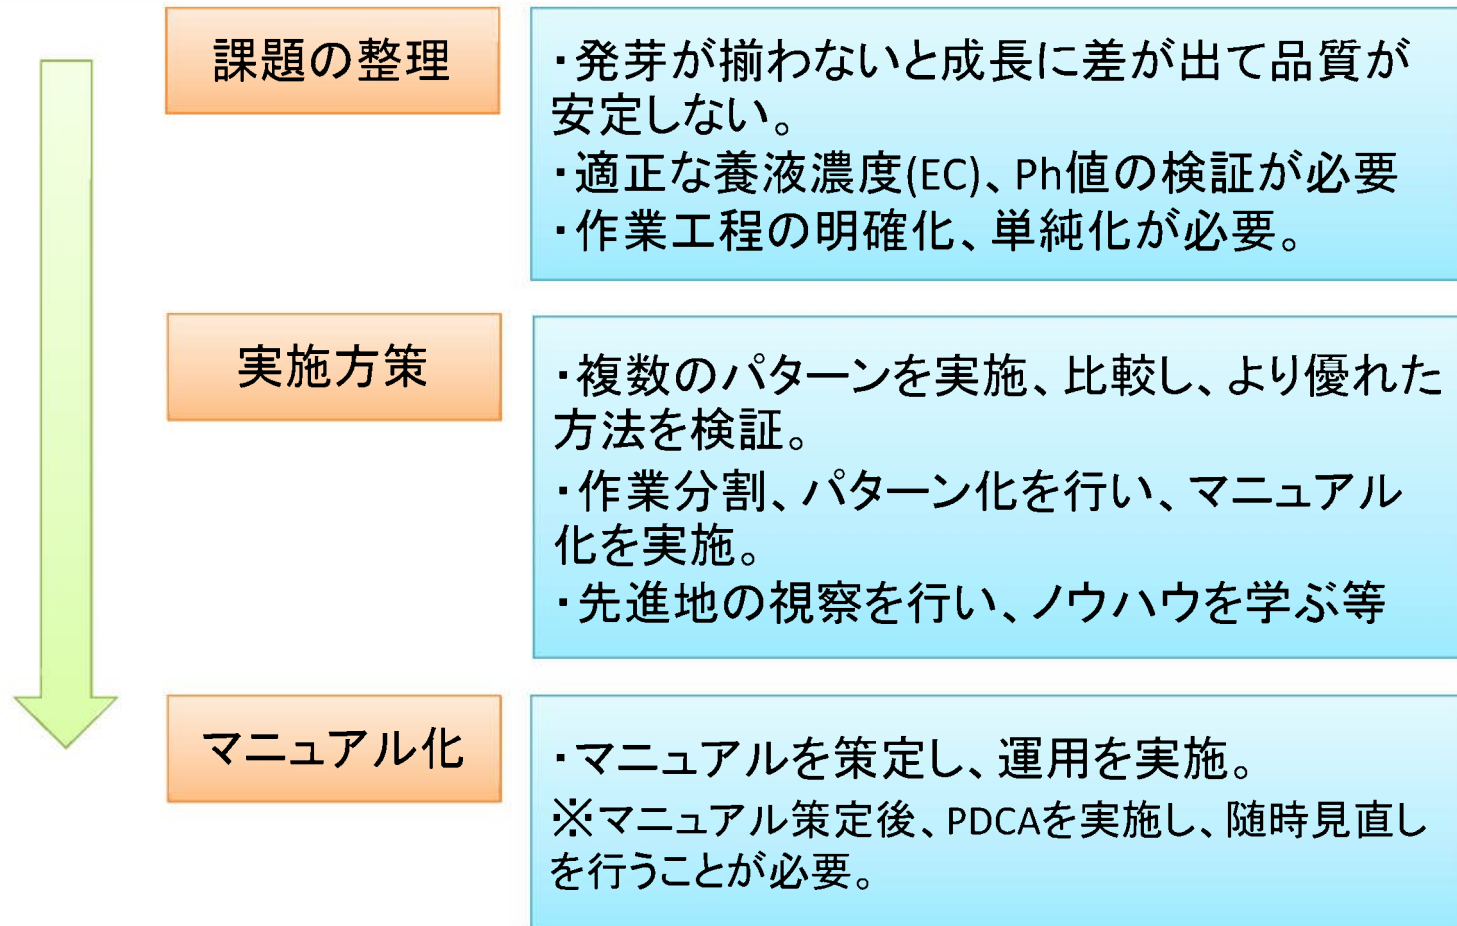 課題の整理
・発芽が揃わないと成長に差が出て品質が
安定しない。
・適正な養液濃度(EC)、Ph値の検証が必要
・作業工程の明確化、単純化が必要。
実施方策
・複数のパターンを実施、比較し、より優れた
方法を検証。
・作業分割、パターン化を行い、マニュアル
化を実施。
・先進地の視察を行い、ノウハウを学ぶ等
マニュアル化
・マニュアルを策定し、運用を実施。
※マニュアル策定後、PDCAを実施し、随時見直し
を行うことが必要。